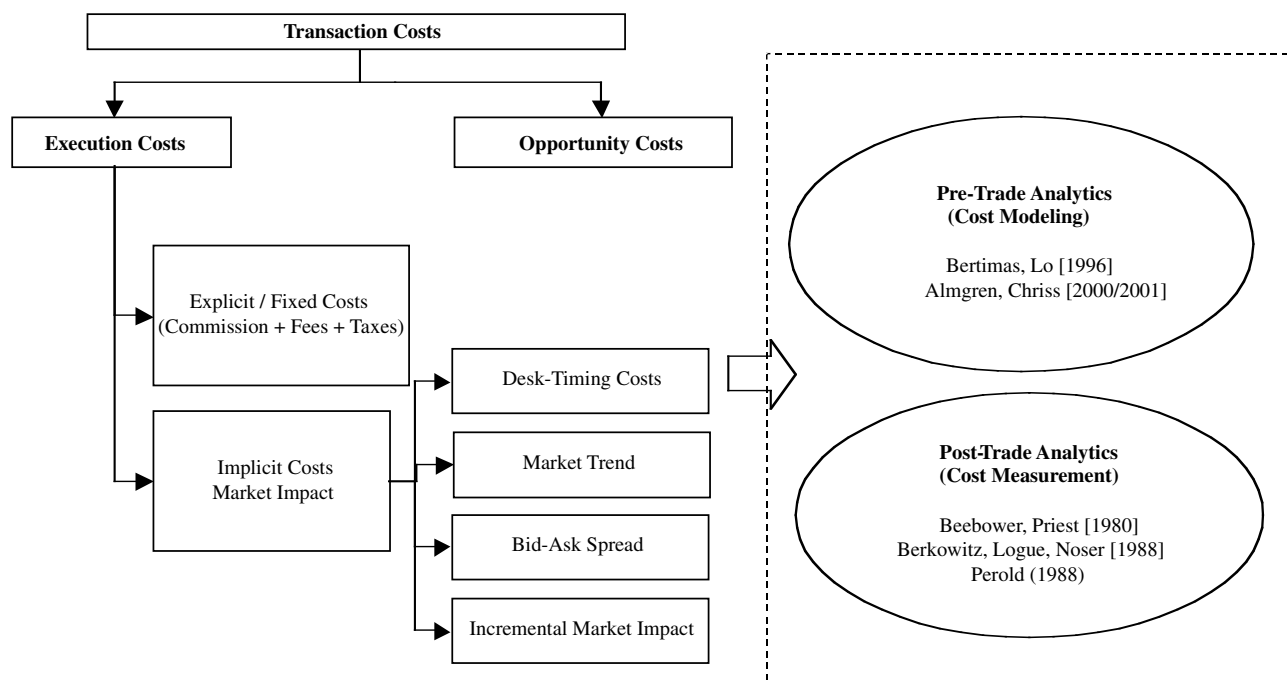 Transaction Costs
Execution Costs
Opportunity Costs
Explicit / Fixed Costs
(Commission + Fees + Taxes)
Implicit Costs
Market Impact
Desk-Timing Costs
Market Trend
Bid-Ask Spread
Incremental Market Impact
Pre-Trade Analytics
(Cost Modeling)
Bertimas, Lo [1996]
Almgren, Chriss [2000/2001]
Post-Trade Analytics
(Cost Measurement)
Beebower, Priest [1980]
Berkowitz, Logue, Noser [1988]
Perold (1988)